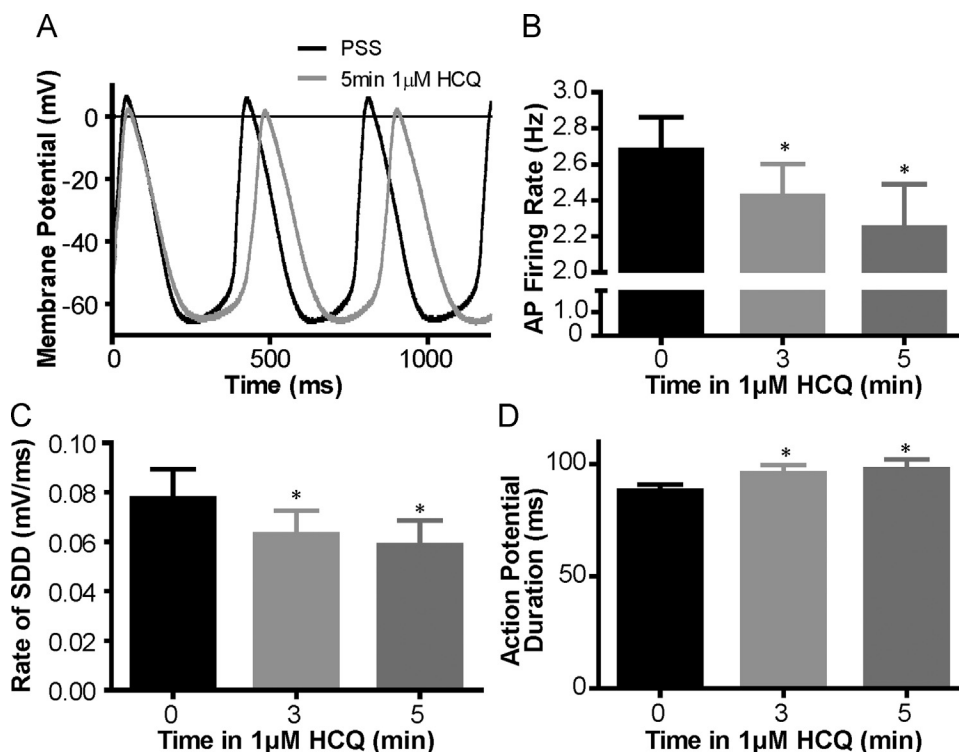 A
PSS
5min 1µM HCQ
Membrane Potential (mV)
0
-20
-40
-60
0
500
1000
Time (ms)
B
AP Firing Rate (Hz)
3.0
2.8
2.6
2.4
2.2
2.0
1.0
0
*
*
0
3
5
Time in 1µM HCQ (min)
C
Rate of SDD (mV/ms)
0.10
0.08
0.06
0.04
0.02
0.00
*
*
0
3
5
Time in 1µM HCQ (min)
D
Action Potential
Duration (ms)
100
50
0
*
*
0
3
5
Time in 1µM HCQ (min)